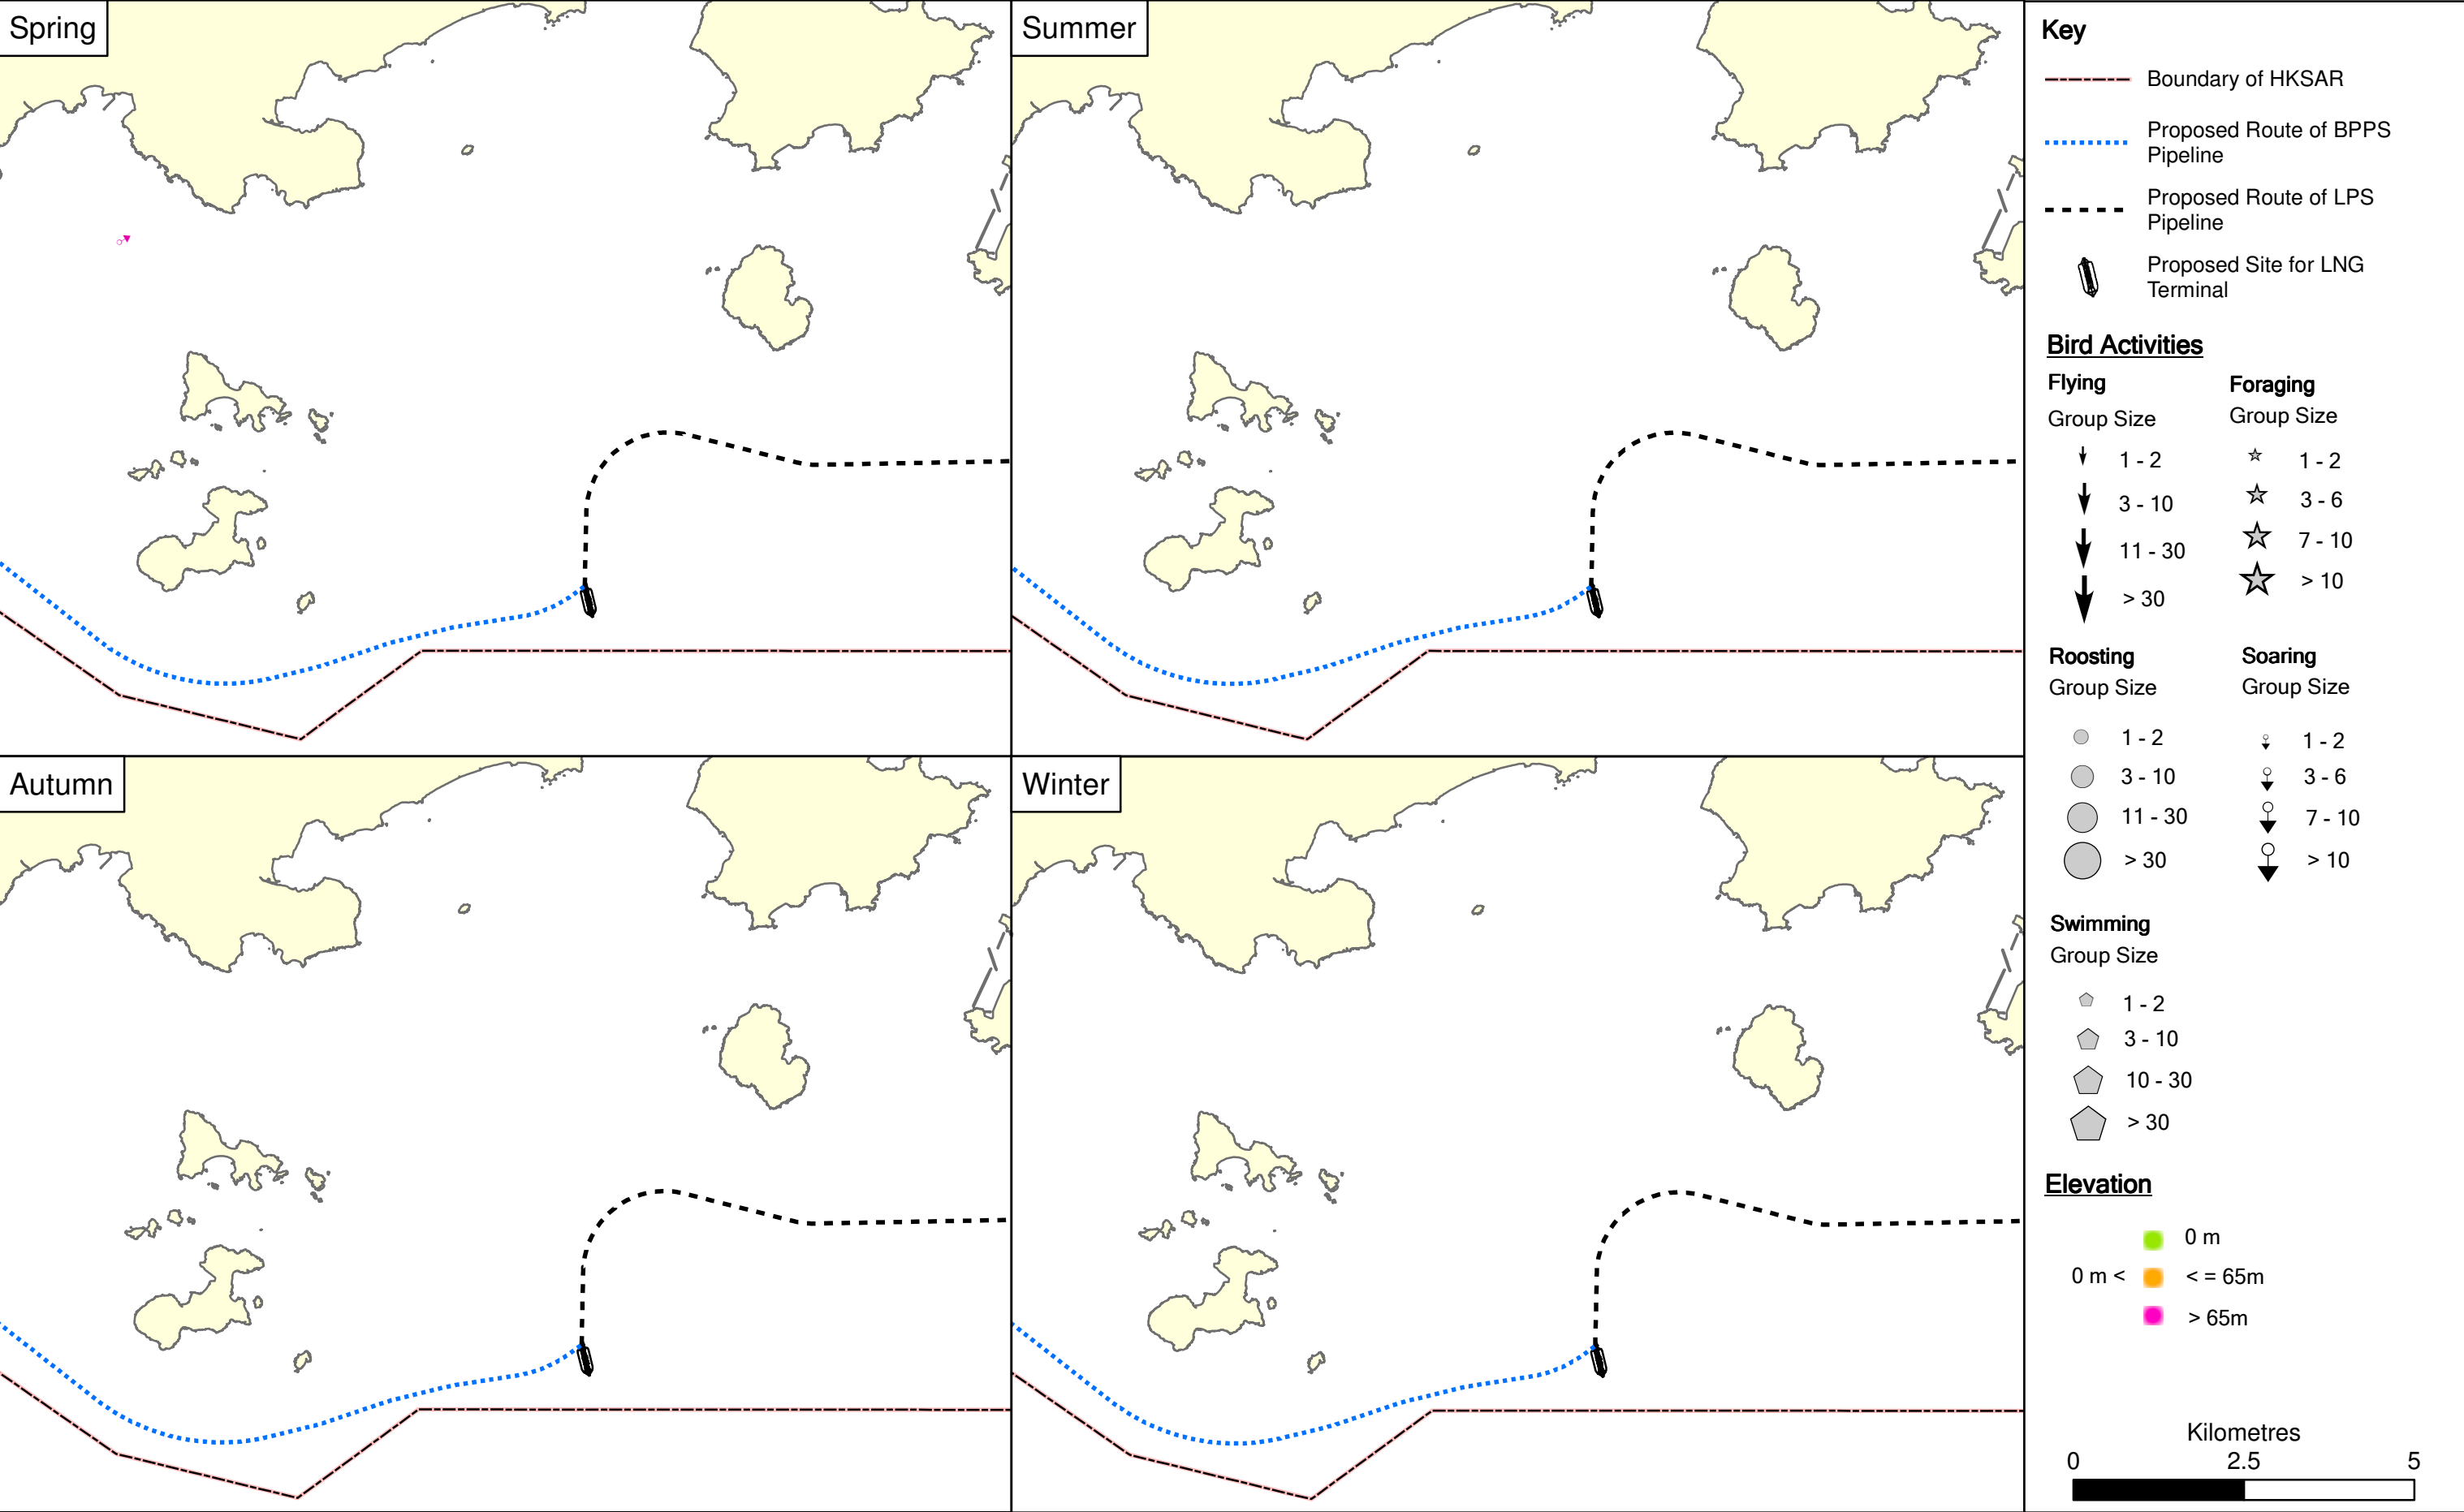 Spring
Summer
Autumn
Winter
Key
Boundary of HKSAR
Proposed Route of BPPS
Pipeline
Proposed Route of LPS
Pipeline
Proposed Site for LNG
Terminal
Bird Activities
Flying
Group Size
1 - 2
3 - 10
11 - 30
> 30
Foraging
Group Size
1 - 2
3 - 6
7 - 10
> 10
Roosting
Group Size
1 - 2
3 - 10
11 - 30
> 30
Soaring
Group Size
1 - 2
3 - 6
7 - 10
> 10
Swimming
Group Size
1 - 2
3 - 10
10 - 30
> 30
Elevation
0 m
0 m < < = 65m
> 65m
Kilometres
0 2.5 5